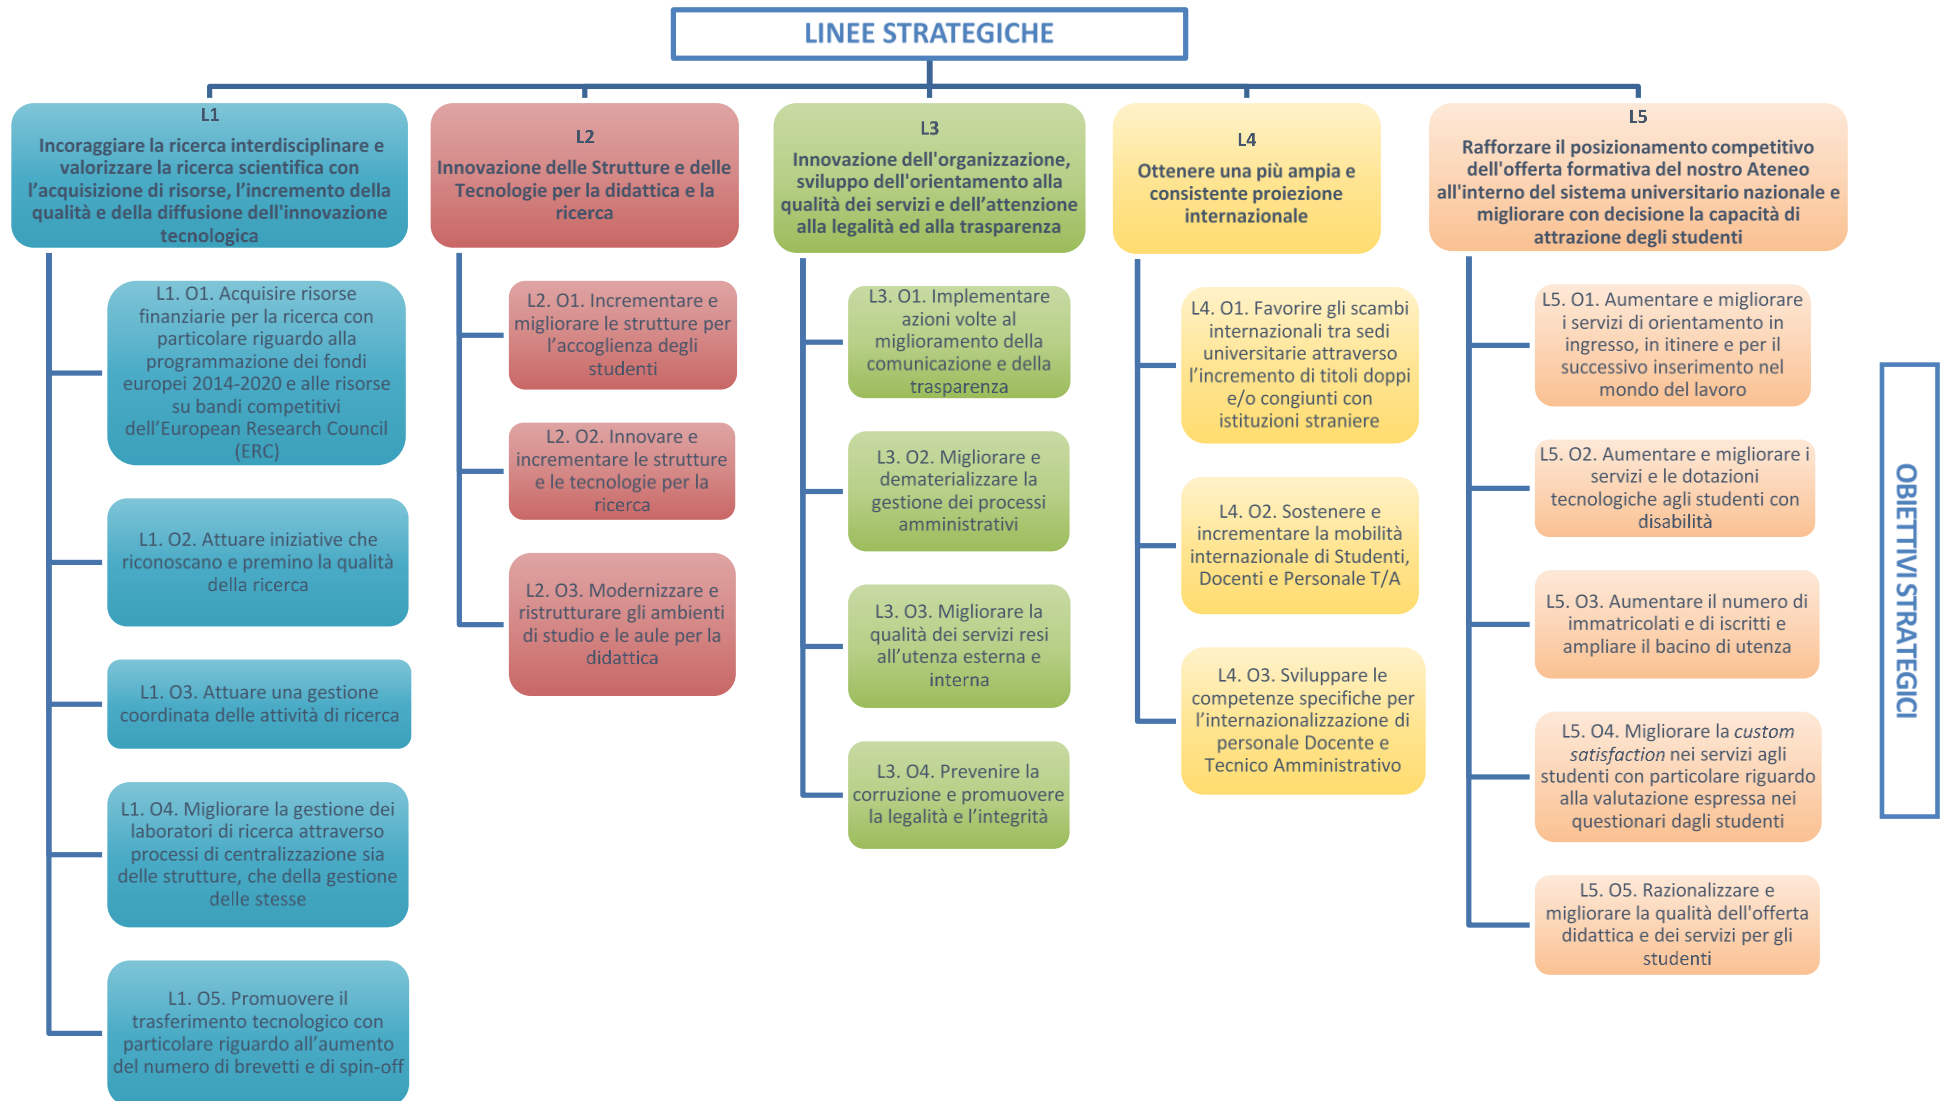 LINEE STRATEGICHE
L1
Incoraggiare la ricerca interdisciplinare e
valorizzare la ricerca scientifica con
l’acquisizione di risorse, l’incremento della
qualità e della diffusione dell'innovazione
tecnologica
L1. O1. Acquisire risorse
finanziarie per la ricerca con
particolare riguardo alla
programmazione dei fondi
europei 2014-2020 e alle risorse
su bandi competitivi
dell’European Research Council
(ERC)
L1. O2. Attuare iniziative che
riconoscano e premino la qualità
della ricerca
L1. O3. Attuare una gestione
coordinata delle attività di ricerca
L1. O4. Migliorare la gestione dei
laboratori di ricerca attraverso
processi di centralizzazione sia
delle strutture, che della gestione
delle stesse
L1. O5. Promuovere il
trasferimento tecnologico con
particolare riguardo all’aumento
del numero di brevetti e di spin-off
L2
Innovazione delle Strutture e delle
Tecnologie per la didattica e la
ricerca
L2. O1. Incrementare e
migliorare le strutture per
l’accoglienza degli
studenti
L2. O2. Innovare e
incrementare le strutture
e le tecnologie per la
ricerca
L2. O3. Modernizzare e
ristrutturare gli ambienti
di studio e le aule per la
didattica
L3
Innovazione dell'organizzazione,
sviluppo dell'orientamento alla
qualità dei servizi e dell’attenzione
alla legalità ed alla trasparenza
L3. O1. Implementare
azioni volte al
miglioramento della
comunicazione e della
trasparenza
L3. O2. Migliorare e
dematerializzare la
gestione dei processi
amministrativi
L3. O3. Migliorare la
qualità dei servizi resi
all’utenza esterna e
interna
L3. O4. Prevenire la
corruzione e promuovere
la legalità e l’integrità
L4
Ottenere una più ampia e
consistente proiezione
internazionale
L4. O1. Favorire gli scambi
internazionali tra sedi
universitarie attraverso
l’incremento di titoli doppi
e/o congiunti con
istituzioni straniere
L4. O2. Sostenere e
incrementare la mobilità
internazionale di Studenti,
Docenti e Personale T/A
L4. O3. Sviluppare le
competenze specifiche per
l’internazionalizzazione di
personale Docente e
Tecnico Amministrativo
L5
Rafforzare il posizionamento competitivo
dell'offerta formativa del nostro Ateneo
all'interno del sistema universitario nazionale e
migliorare con decisione la capacità di
attrazione degli studenti
L5. O1. Aumentare e migliorare
i servizi di orientamento in
ingresso, in itinere e per il
successivo inserimento nel
mondo del lavoro
L5. O2. Aumentare e migliorare i
servizi e le dotazioni
tecnologiche agli studenti con
disabilità
L5. O3. Aumentare il numero di
immatricolati e di iscritti e
ampliare il bacino di utenza
L5. O4. Migliorare la custom
satisfaction nei servizi agli
studenti con particolare riguardo
alla valutazione espressa nei
questionari dagli studenti
L5. O5. Razionalizzare e
migliorare la qualità dell'offerta
didattica e dei servizi per gli
studenti
OBIETTIVI STRATEGICI